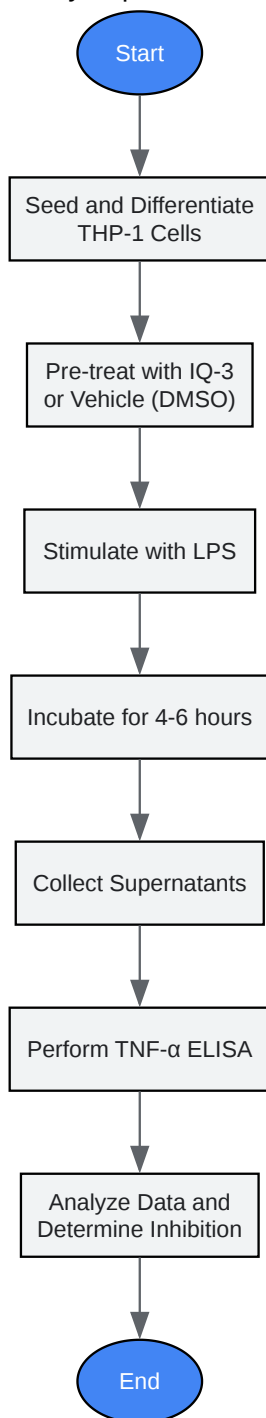 Start
Seed and Differentiate
THP-1 Cells
Pre-treat with IQ-3
or Vehicle (DMSO)
Stimulate with LPS
Incubate for 4-6 hours
Collect Supernatants
Perform TNF-α ELISA
Analyze Data and
Determine Inhibition
End